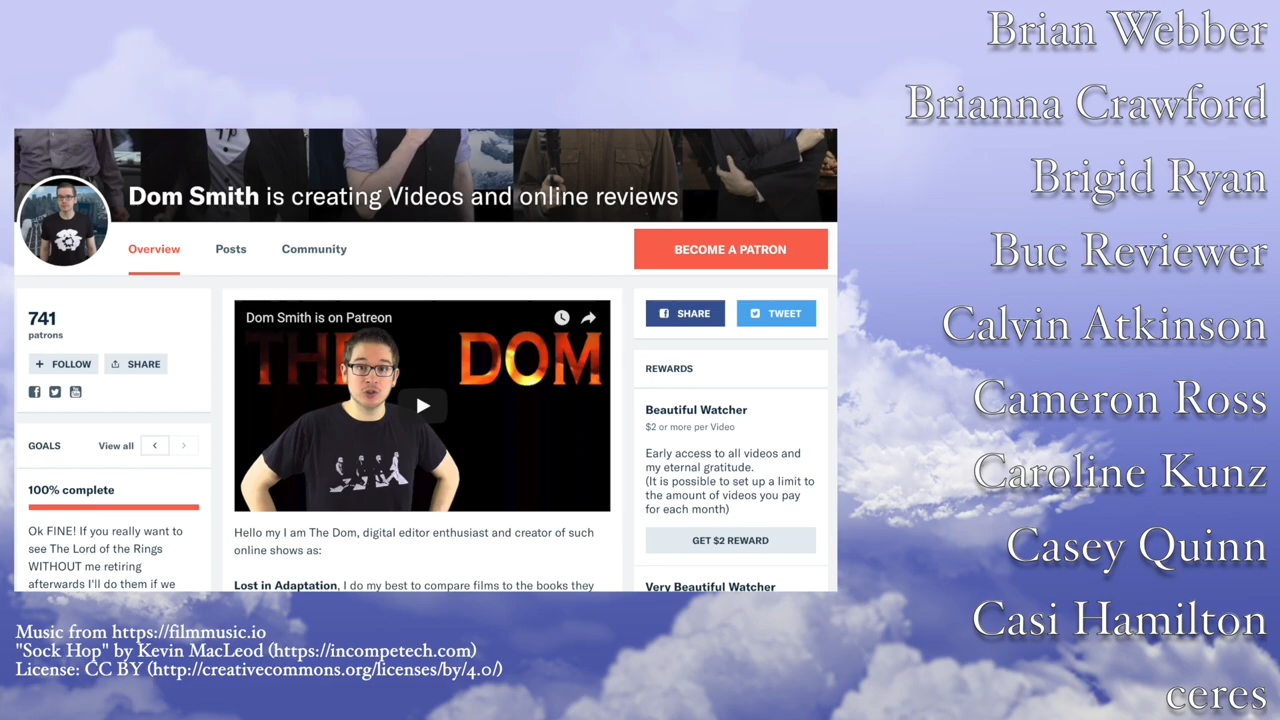 Dom Smith is creating Videos and online reviews
Overview
Posts
Community
BECOME A PATRON
741
patrons
FOLLOW
SHARE
GOALS
View all
100% complete
Ok FINE! If you really want to
see The Lord of the Rings
WITHOUT me retiring
afterwards I'll do them if we
Dom Smith is on Patreon
THE DOM
Hello my I am The Dom, digital editor enthusiast and creator of such
online shows as:
Lost in Adaptation, I do my best to compare films to the books they
SHARE
TWEET
REWARDS
Beautiful Watcher
$2 or more per Video
Early access to all videos and
my eternal gratitude.
(It is possible to set up a limit to
the amount of videos you pay
for each month)
GET $2 REWARD
Very Beautiful Watcher
Music from https://filmmusic.io
"Sock Hop" by Kevin MacLeod (https://incompetech.com)
License: CC BY (http://creativecommons.org/licenses/by/4.0/)
Brian Webber
Brianna Crawford
Brigid Ryan
Buc Reviewer
Calvin Atkinson
Cameron Ross
Caroline Kunz
Casey Quinn
Casi Hamilton
ceres